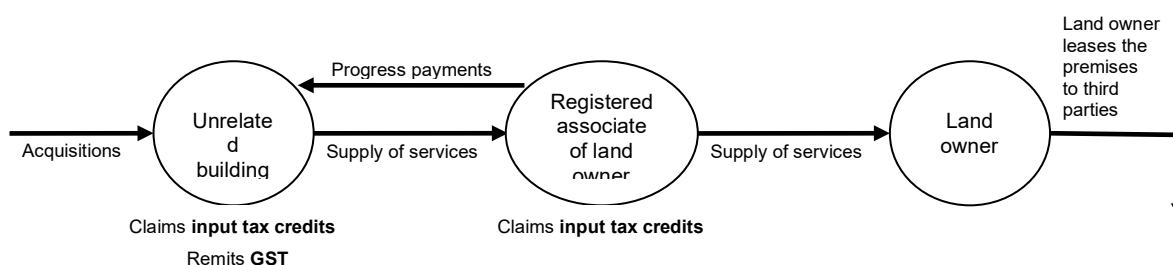 Land owner
leases the
premises
to third
parties
Progress payments
Unrelate
d
building
Registered
associate
of land
owner
Land
owner
Acquisitions
Supply of services
Supply of services
Claims input tax credits
Remits GST
Claims input tax credits